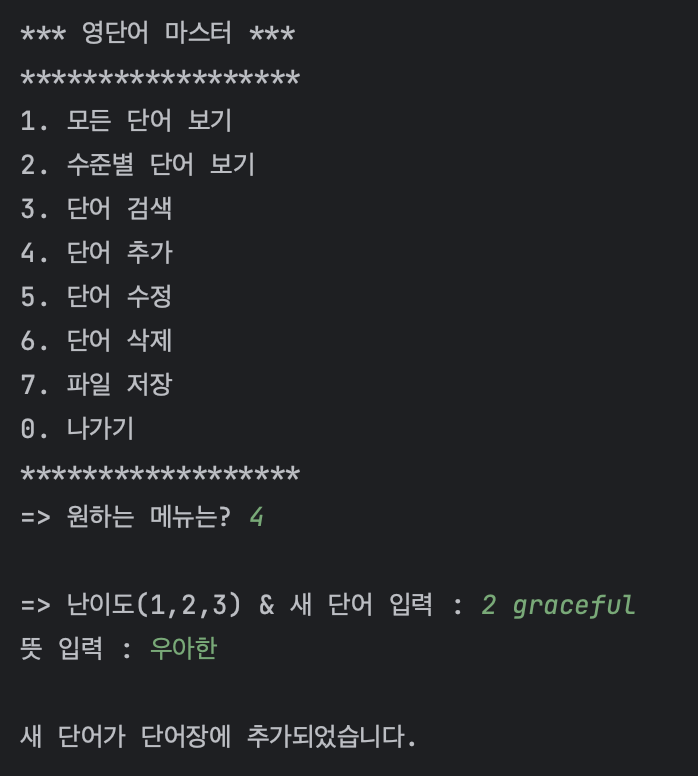 *** 영단어 마스터 ***
******************
1. 모든 단어 보기
2. 수준별 단어 보기
3. 단어 검색
4. 단어 추가
5. 단어 수정
6. 단어 삭제
7. 파일 저장
0. 나가기
******************
=> 원하는 메뉴는? 4
=> 난이도(1,2,3) & 새 단어 입력 : 2 graceful
뜻 입력 : 우아한
새 단어가 단어장에 추가되었습니다.